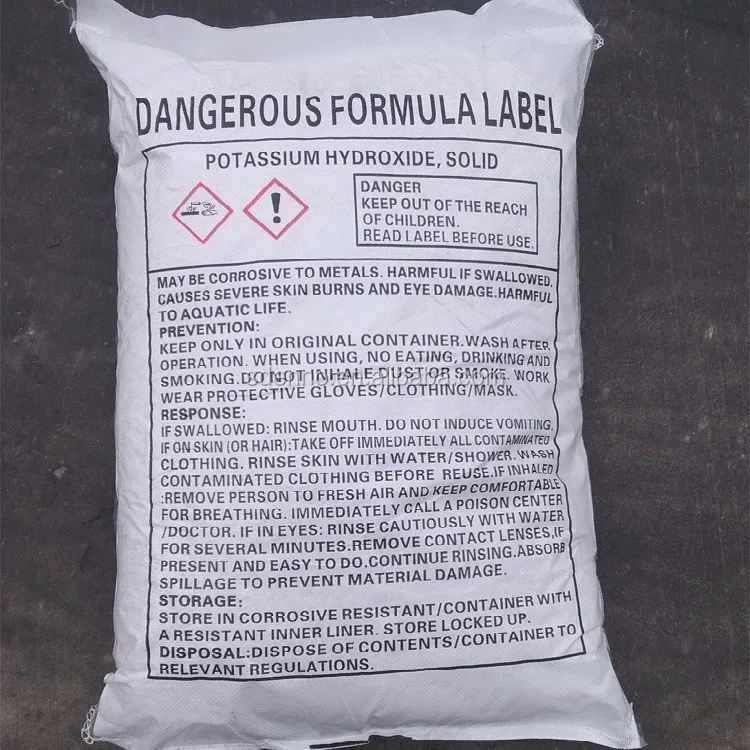 DANGEROUS FORMULA LABEL
POTASSIUM HYDROXIDE, SOLID
DANGER
KEEP OUT OF THE REACH
OF CHILDREN.
READ LABEL BEFORE USE.
MAY BE CORROSIVE TO METALS. HARMFUL IF SWALLOWED.
CAUSES SEVERE SKIN BURNS AND EYE DAMAGE.HARMFUL
TO AQUATIC LIFE.
PREVENTION:
KEEP ONLY IN ORIGINAL CONTAINER.WASH AFTER
OPERATION. WHEN USING, NO EATING, DRINKING AND
SMOKING.DO NOT INHALE DUST OR SMOKE. WORK
WEAR PROTECTIVE GLOVES/CLOTHING/MASK.
RESPONSE:
IF SWALLOWED: RINSE MOUTH. DO NOT INDUCE VOMITING.
IF ON SKIN (OR HAIR):TAKE OFF IMMEDIATELY ALL CONTAMINATED
CLOTHING. RINSE SKIN WITH WATER/SHOWER. WASH
CONTAMINATED CLOTHING BEFORE REUSE.IF INHALED
:REMOVE PERSON TO FRESH AIR AND KEEP COMFORTABLE
FOR BREATHING. IMMEDIATELY CALL A POISON CENTER
/DOCTOR. IF IN EYES: RINSE CAUTIOUSLY WITH WATER
FOR SEVERAL MINUTES.REMOVE CONTACT LENSES,IF
PRESENT AND EASY TO DO.CONTINUE RINSING.ABSORB
SPILLAGE TO PREVENT MATERIAL DAMAGE.
STORAGE:
STORE IN CORROSIVE RESISTANT/CONTAINER WITH
A RESISTANT INNER LINER. STORE LOCKED UP.
DISPOSAL:DISPOSE OF CONTENTS/CONTAINER TO
RELEVANT REGULATIONS.